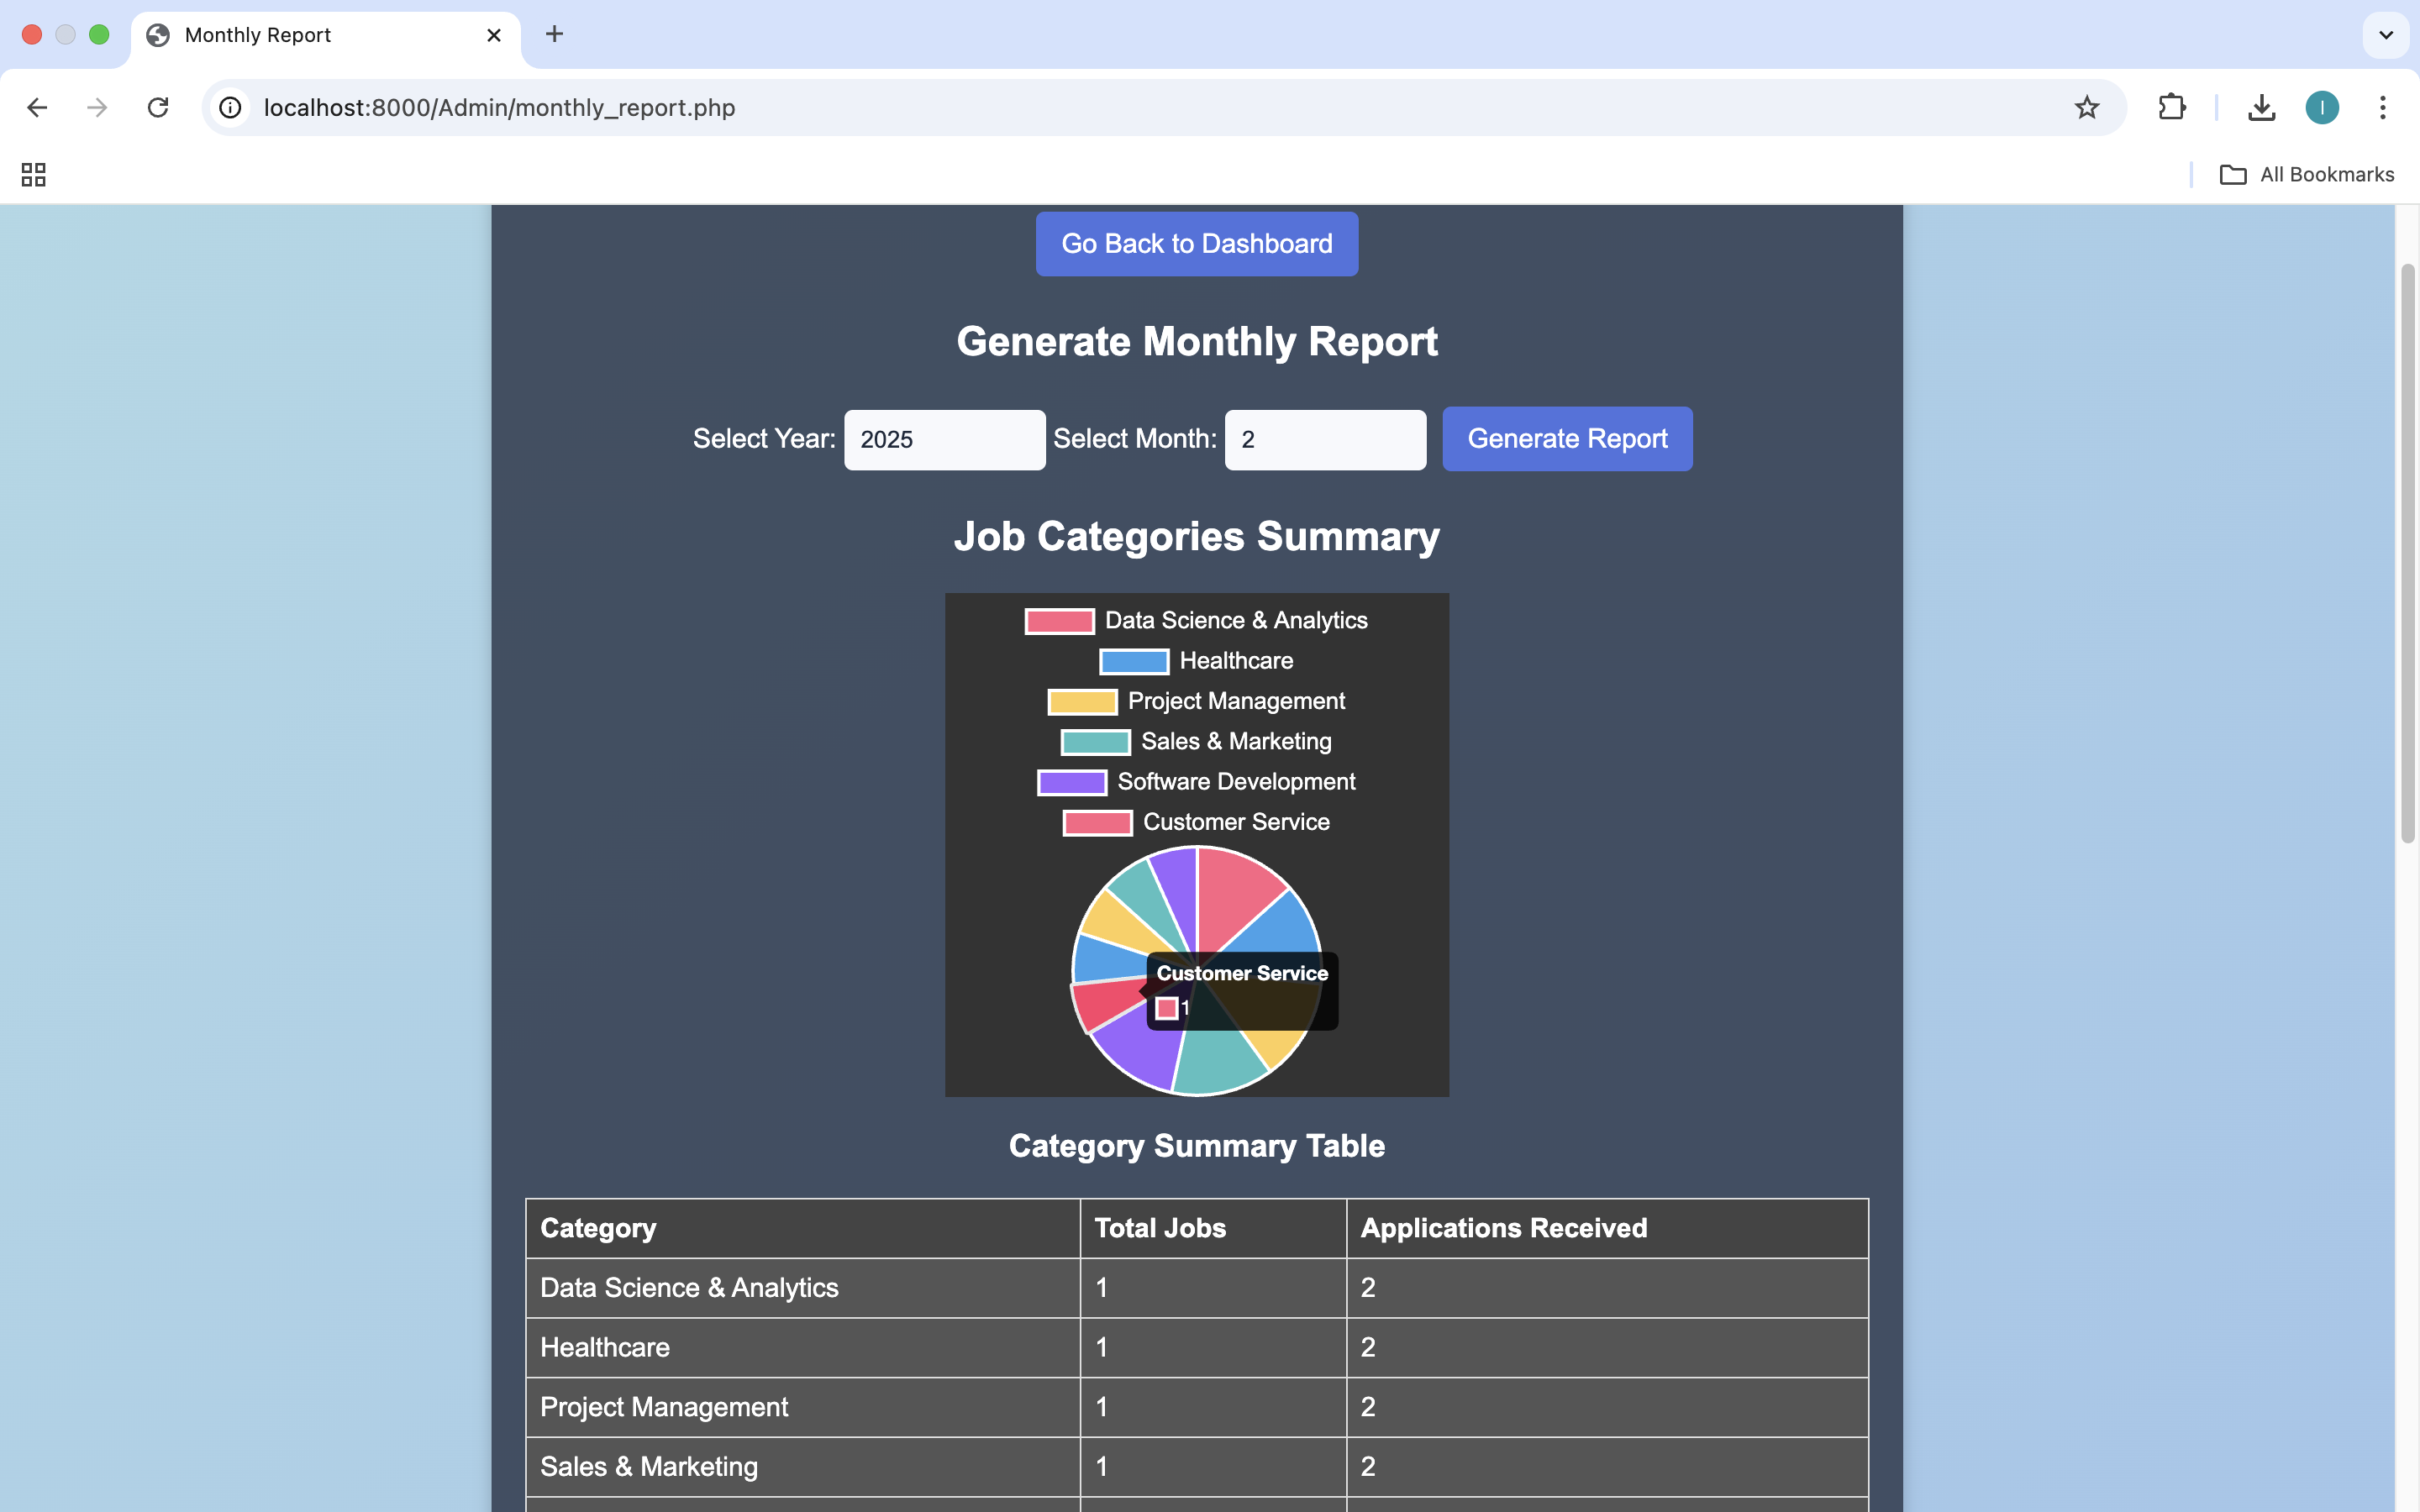 Monthly Report
localhost:8000/Admin/monthly_report.php
I
All Bookmarks
Go Back to Dashboard
Generate Monthly Report
Select Year: 2025 Select Month: 2 Generate Report
Job Categories Summary
Data Science & Analytics
Healthcare
Project Management
Sales & Marketing
Software Development
Customer Service
Customer Service
1
Category Summary Table
Category Total Jobs Applications Received
Data Science & Analytics 1 2
Healthcare 1 2
Project Management 1 2
Sales & Marketing 1 2